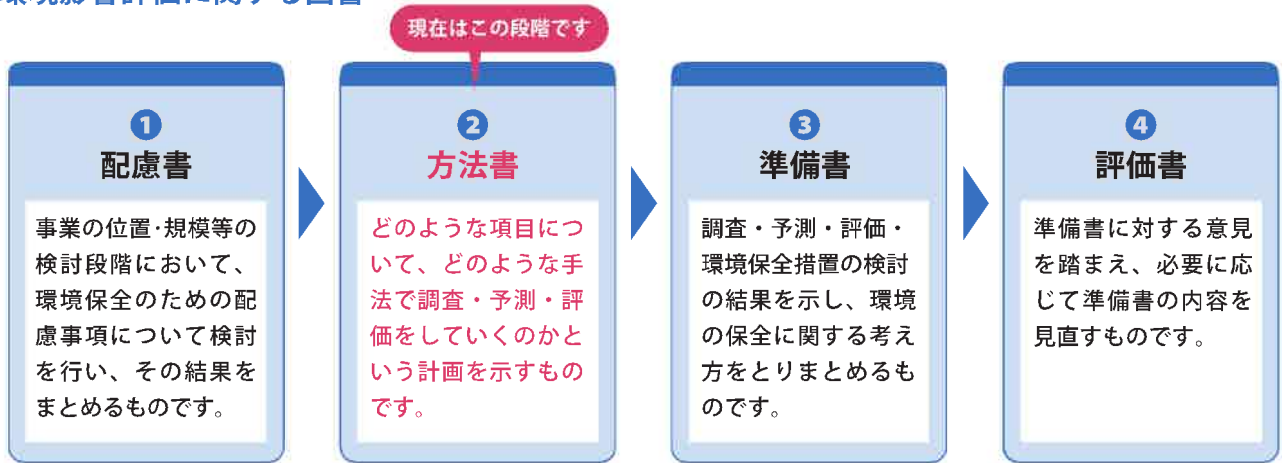 現在はこの段階です
1
配慮書
事業の位置･規模等の
検討段階において、
環境保全のための配
慮事項について検討
を行い、その結果を
まとめるものです。
2
方法書
どのような項目につ
いて、どのような手
法で調査・予測・評
価をしていくのかと
いう計画を示すもの
です。
3
準備書
調査・予測・評価・
環境保全措置の検討
の結果を示し、環境
の保全に関する考え
方をとりまとめるも
のです。
4
評価書
準備書に対する意見
を踏まえ、必要に応
じて準備書の内容を
見直すものです。